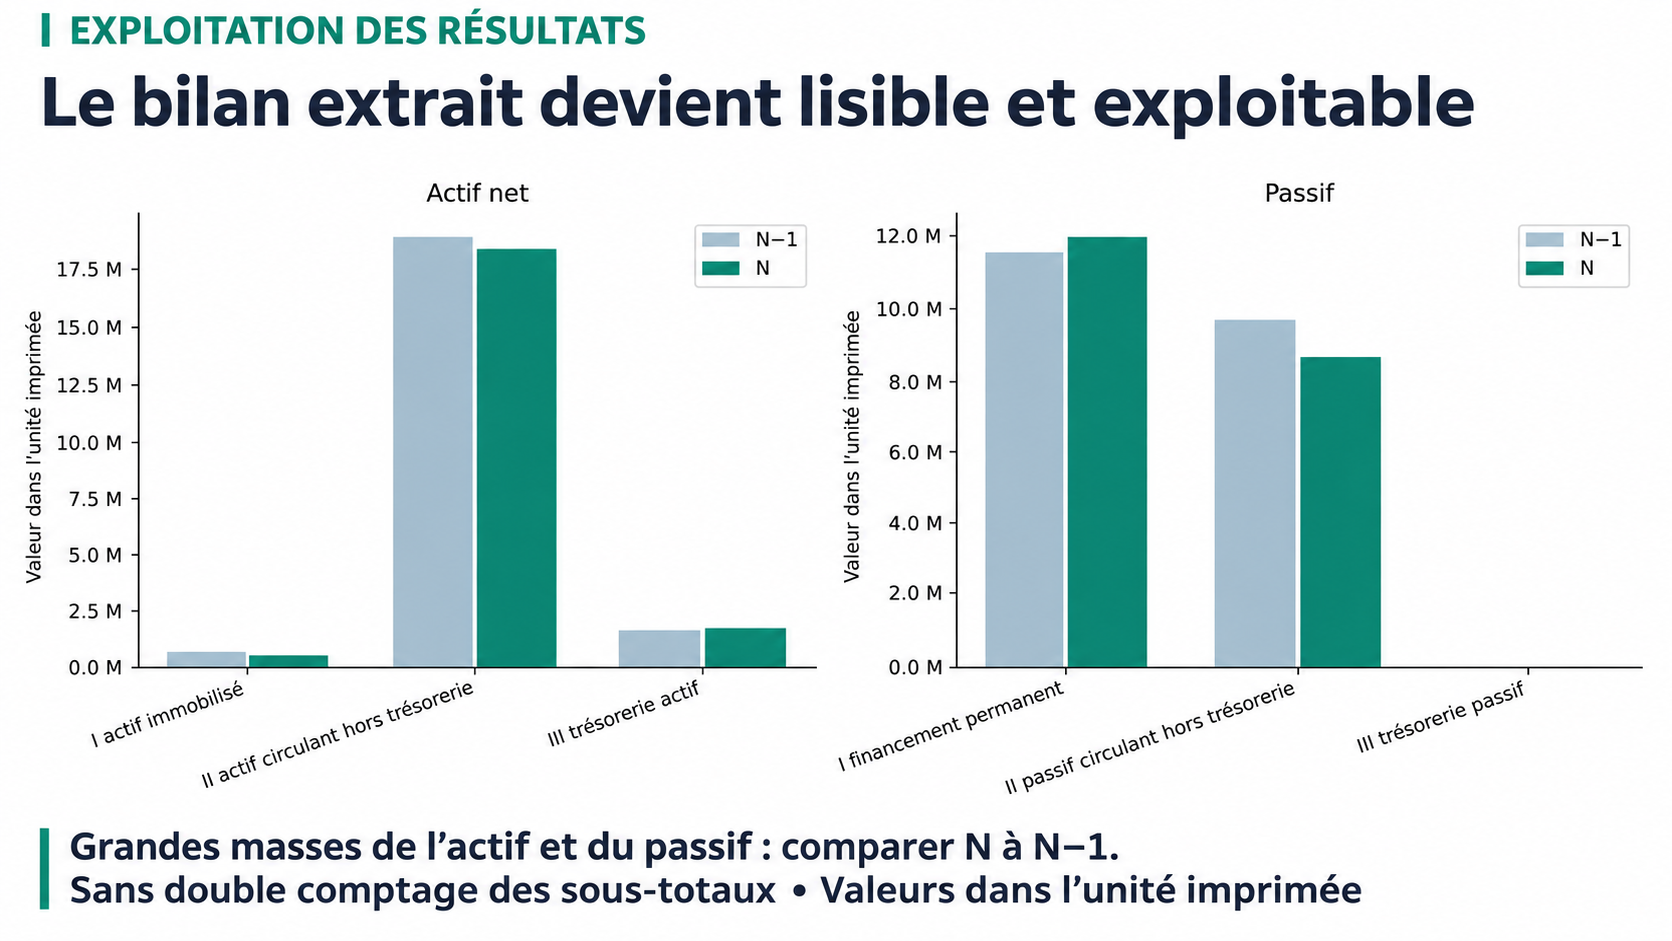 EXPLOITATION DES RÉSULTATS
Le bilan extrait devient lisible et exploitable
Actif net
Valeur dans l’unité imprimée
17.5 M
15.0 M
12.5 M
10.0 M
7.5 M
5.0 M
2.5 M
0.0 M
N−1
N
I actif immobilisé
II actif circulant hors trésorerie
III trésorerie actif
Passif
Valeur dans l’unité imprimée
12.0 M
10.0 M
8.0 M
6.0 M
4.0 M
2.0 M
0.0 M
N−1
N
I financement permanent
II passif circulant hors trésorerie
III trésorerie passif
Grandes masses de l’actif et du passif : comparer N à N−1.
Sans double comptage des sous-totaux • Valeurs dans l’unité imprimée